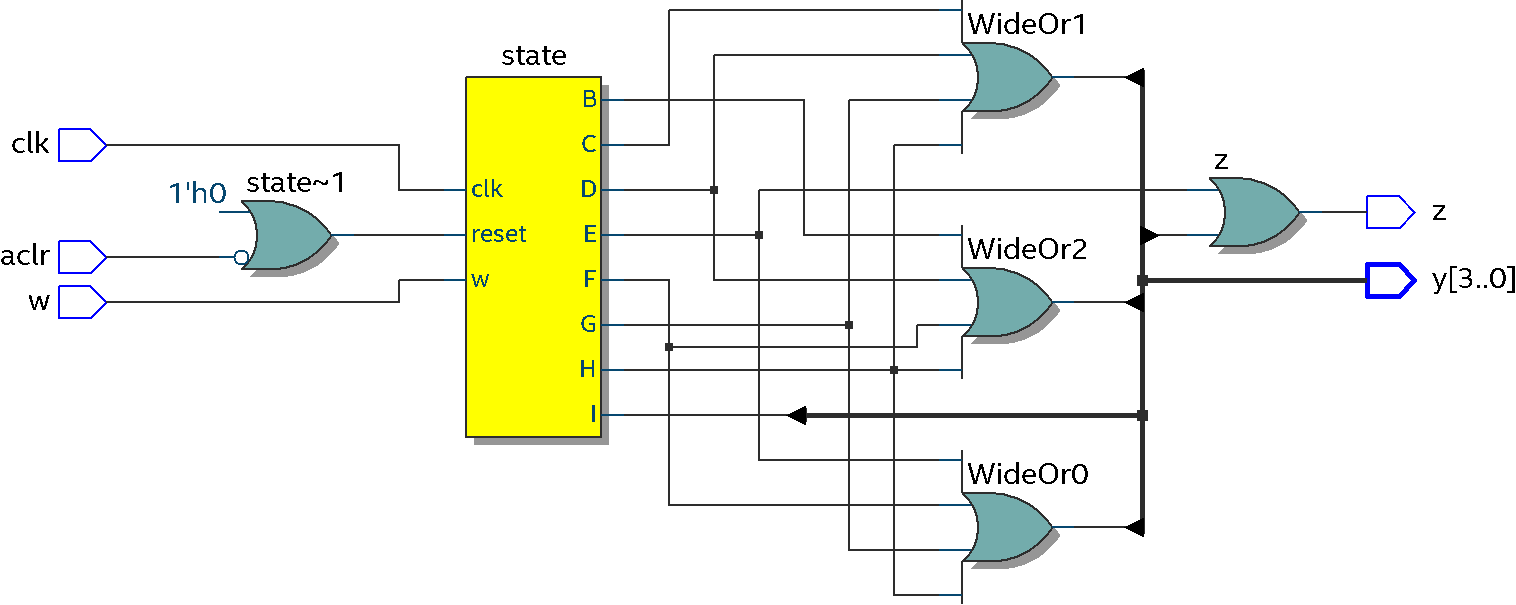 WideOr1
state
B
clk
C
z
1'h0
state~1
clk
D
z
reset
E
WideOr2
aclr
w
F
y[3..0]
w
G
H
I
WideOr0